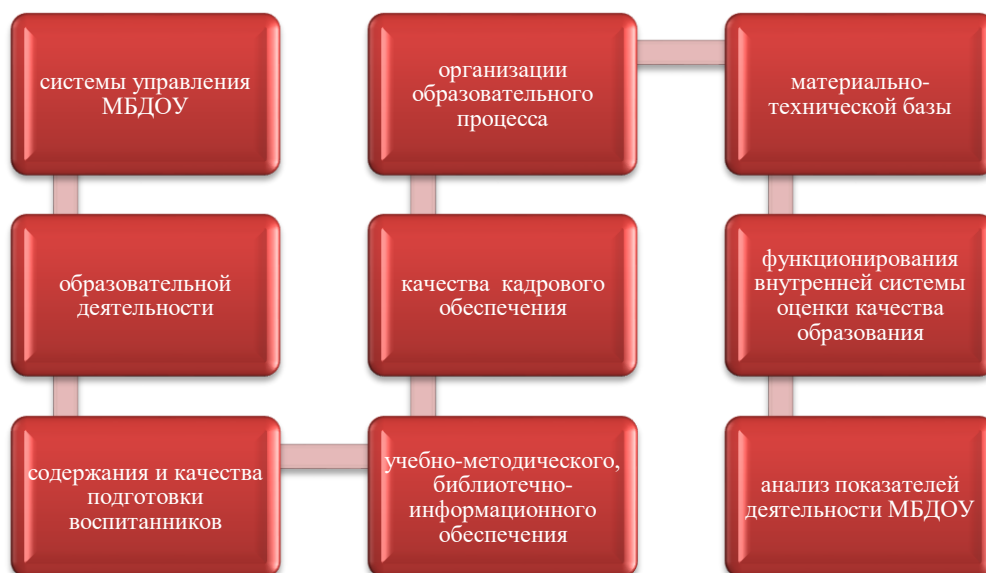 системы управления
МБДОУ
образовательной
деятельности
содержания и качества
подготовки
воспитанников
учебно-методического,
библиотечно-
информационного
обеспечения
качества  кадрового
обеспечения
организации
образовательного
процесса
материально-
технической базы
функционирования
внутренней системы
оценки качества
образования
анализ показателей
деятельности МБДОУ